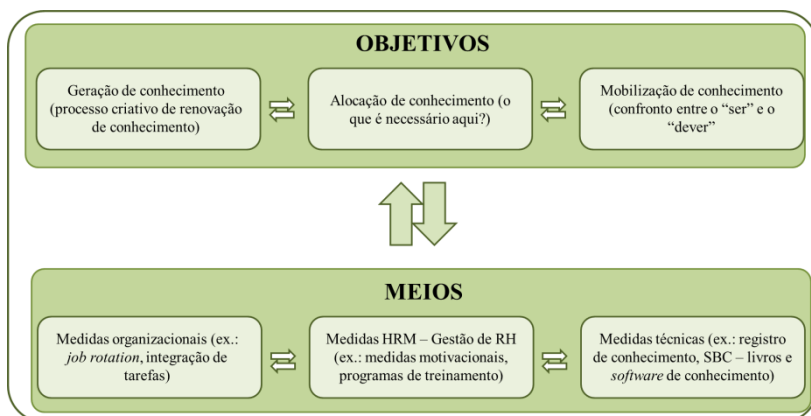 OBJETIVOS
Geração de conhecimento
(processo criativo de renovação
de conhecimento)
Alocação de conhecimento (o
que é necessário aqui?)
Mobilização de conhecimento
(confronto entre o “ser” e o
“dever”
MEIOS
Medidas organizacionais (ex.:
job rotation, integração de
tarefas)
Medidas HRM – Gestão de RH
(ex.: medidas motivacionais,
programas de treinamento)
Medidas técnicas (ex.: registro
de conhecimento, SBC – livros e
software de conhecimento)